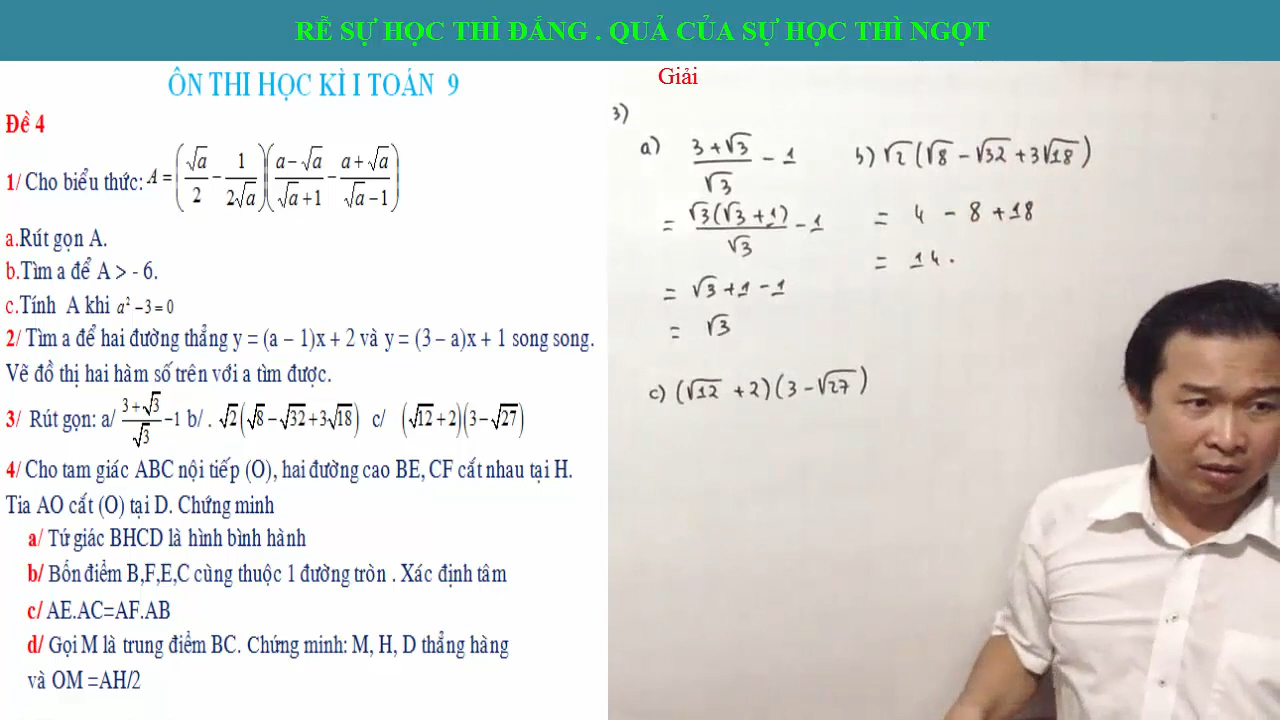 RỄ SỰ HỌC THÌ ĐẮNG . QUẢ CỦA SỰ HỌC THÌ NGỌT
ÔN THI HỌC KÌ I TOÁN 9
Đề 4
1/ Cho biểu thức: A = (√a/2 − 1/(2√a))((a−√a)/(√a+1) − (a+√a)/(√a−1))
a.Rút gọn A.
b.Tìm a để A > - 6.
c.Tính A khi a² −3 = 0
2/ Tìm a để hai đường thẳng y = (a – 1)x + 2 và y = (3 – a)x + 1 song song.
Vẽ đồ thị hai hàm số trên với a tìm được.
3/ Rút gọn: a/ (3+√3)/√3 −1 b/ . √2(√8−√32+3√18) c/ (√12+2)(3−√27)
4/ Cho tam giác ABC nội tiếp (O), hai đường cao BE, CF cắt nhau tại H.
Tia AO cắt (O) tại D. Chứng minh
a/ Tứ giác BHCD là hình bình hành
b/ Bốn điểm B,F,E,C cùng thuộc 1 đường tròn . Xác định tâm
c/ AE.AC=AF.AB
d/ Gọi M là trung điểm BC. Chứng minh: M, H, D thẳng hàng
và OM =AH/2
Giải
3)
a) (3+√3)/√3 − 1
= √3(√3+1)/√3 − 1
= √3 +1 − 1
= √3
b) √2(√8 − √32 +3√18)
= 4 − 8 +18
= 14.
c) (√12 +2)(3 −√27)